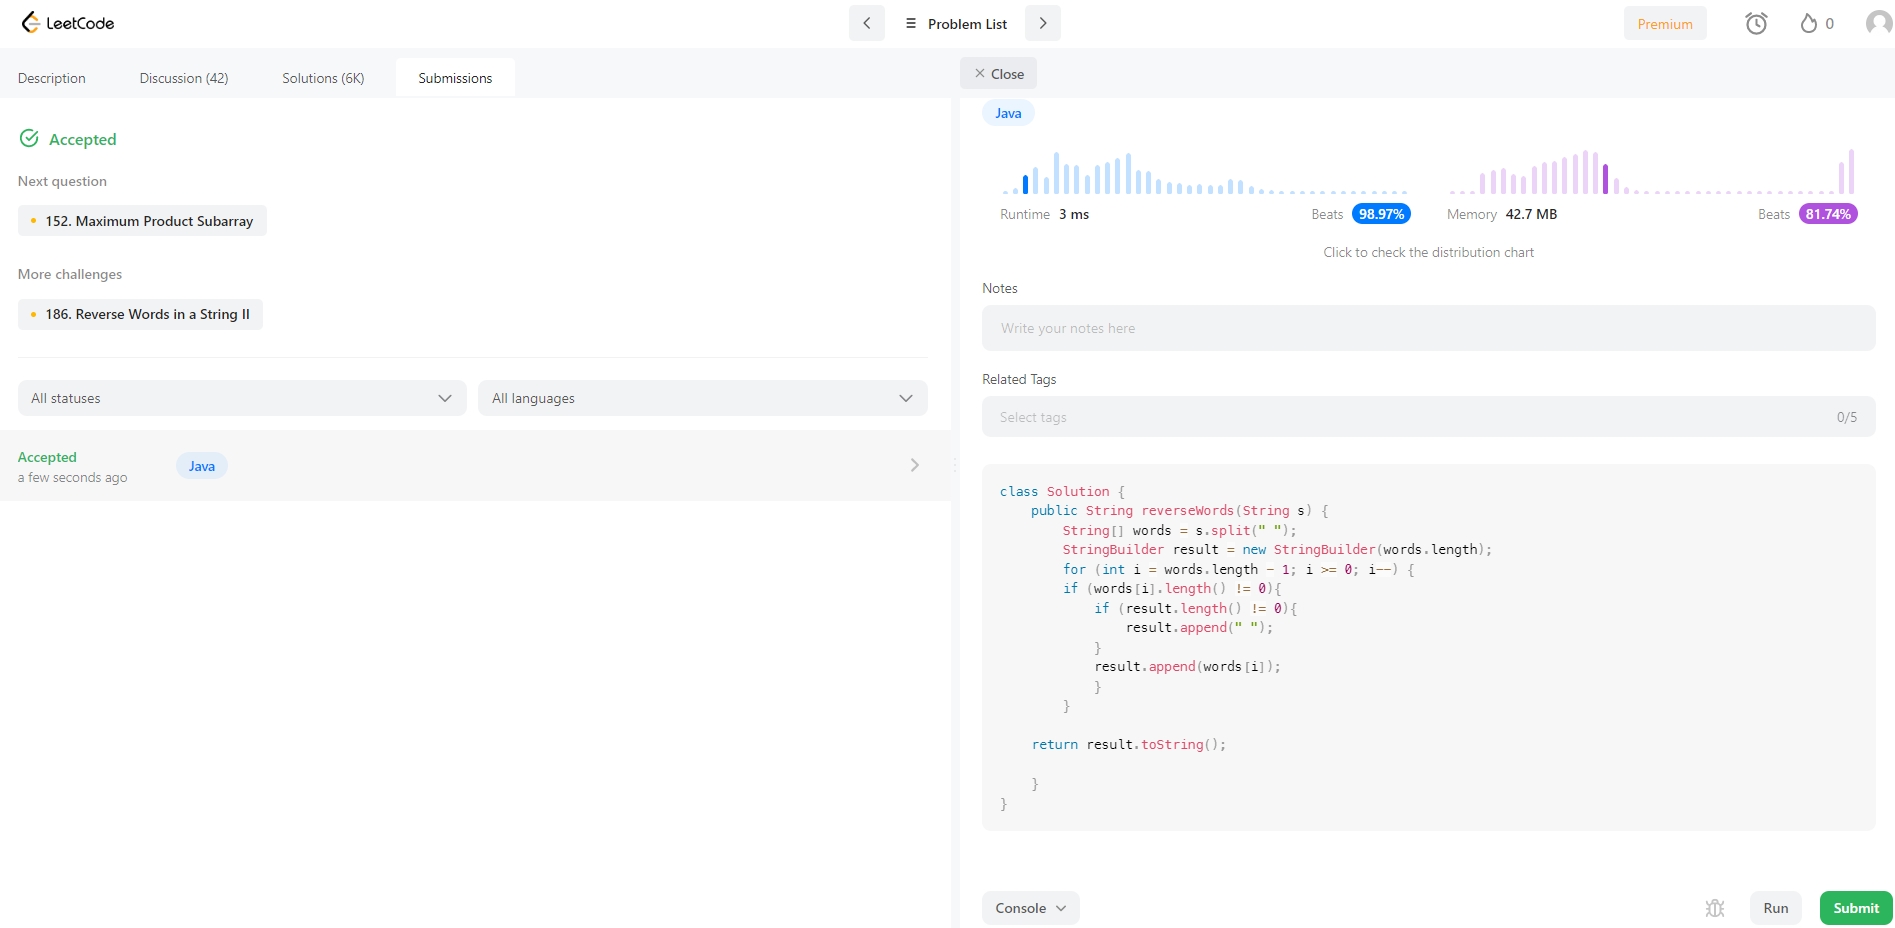 LeetCode
Problem List
Premium
0
Description
Discussion (42)
Solutions (6K)
Submissions
Close
Accepted
Next question
152. Maximum Product Subarray
More challenges
186. Reverse Words in a String II
All statuses
All languages
Accepted
a few seconds ago
Java
Java
Runtime 3 ms
Beats 98.97%
Memory 42.7 MB
Beats 81.74%
Click to check the distribution chart
Notes
Write your notes here
Related Tags
Select tags
0/5
class Solution {
    public String reverseWords(String s) {
        String[] words = s.split(" ");
        StringBuilder result = new StringBuilder(words.length);
        for (int i = words.length - 1; i >= 0; i--) {
        if (words[i].length() != 0){
            if (result.length() != 0){
                result.append(" ");
            }
            result.append(words[i]);
            }
        }
    return result.toString();
    }
}
Console
Run
Submit